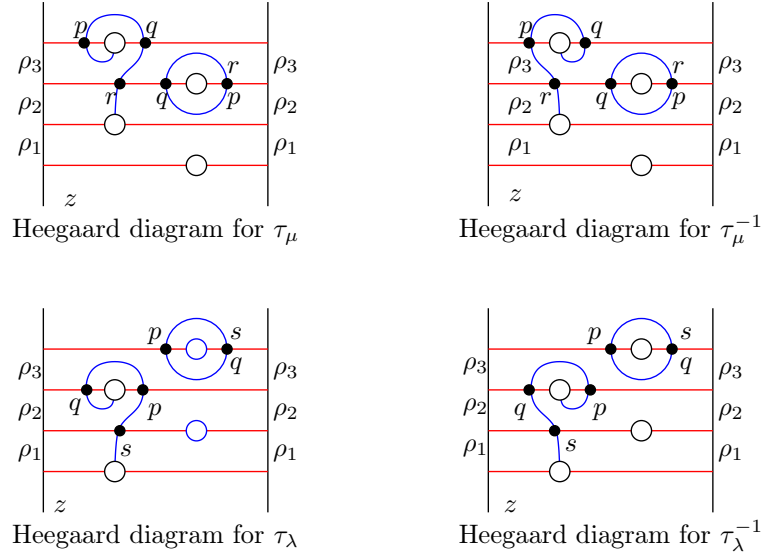 p q p q
ρ₃ r ρ₃ ρ₃ r ρ₃
ρ₂ r q p ρ₂ ρ₂ r q p ρ₂
ρ₁ ρ₁ ρ₁ ρ₁
z z
Heegaard diagram for τ_μ Heegaard diagram for τ_μ^{-1}
p s p s
ρ₃ q ρ₃ ρ₃ q ρ₃
ρ₂ q p ρ₂ ρ₂ q p ρ₂
ρ₁ s ρ₁ ρ₁ s ρ₁
z z
Heegaard diagram for τ_λ Heegaard diagram for τ_λ^{-1}